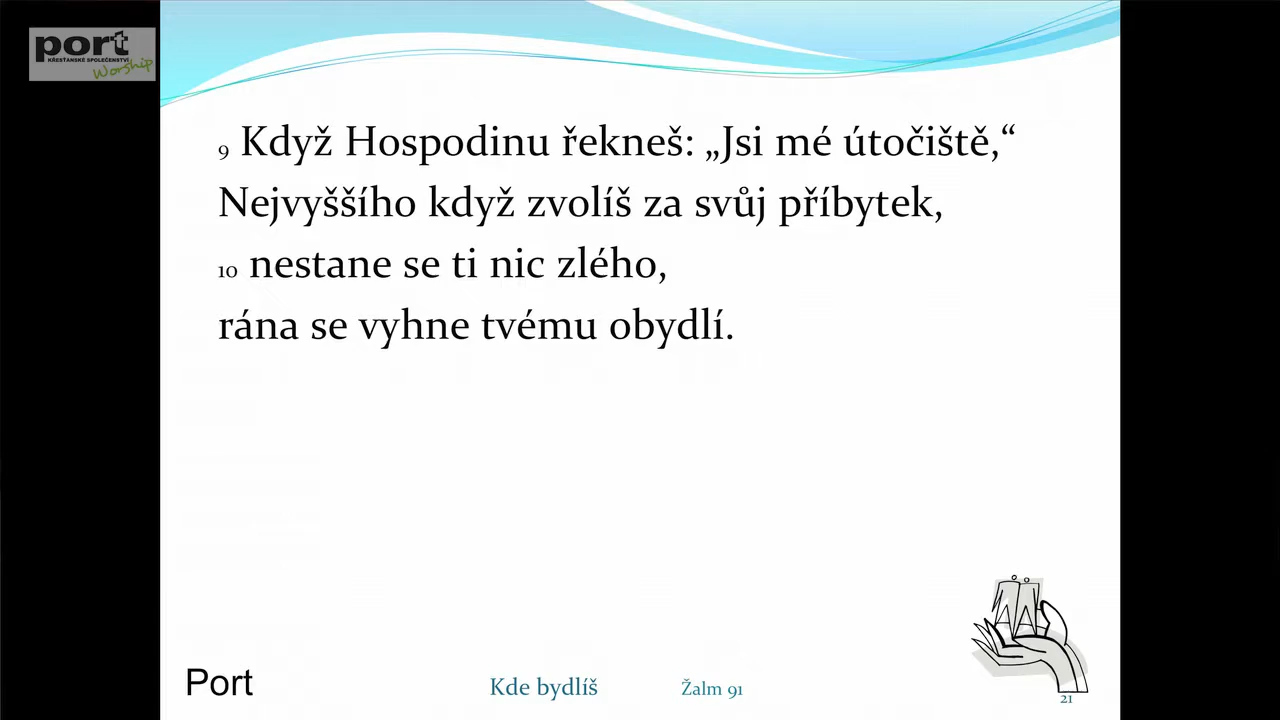 port
KŘESŤANSKÉ SPOLEČENSTVÍ
Worship
9 Když Hospodinu řekneš: „Jsi mé útočiště,“
Nejvyššího když zvolíš za svůj příbytek,
10 nestane se ti nic zlého,
rána se vyhne tvému obydlí.
Port
Kde bydlíš
Žalm 91
21